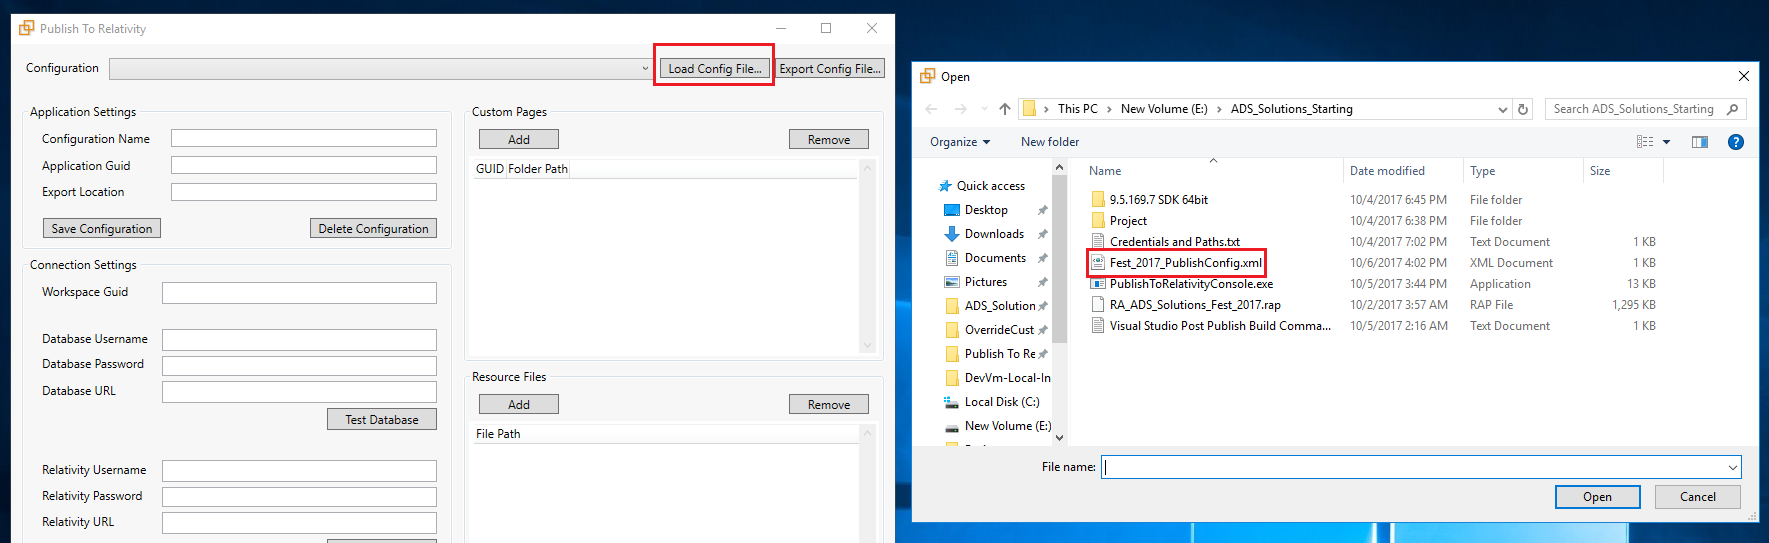 Publish To Relativity
Configuration
Load Config File...
Export Config File...
Application Settings
Configuration Name
Application Guid
Export Location
Save Configuration
Delete Configuration
Connection Settings
Workspace Guid
Database Username
Database Password
Database URL
Test Database
Relativity Username
Relativity Password
Relativity URL
Custom Pages
Add
Remove
GUID Folder Path
Resource Files
Add
Remove
File Path
Open
This PC > New Volume (E:) > ADS_Solutions_Starting
Search ADS_Solutions_Starting
Organize
New folder
Quick access
Desktop
Downloads
Documents
Pictures
ADS_Solution
OverrideCust
Publish To Re
DevVm-Local-In
Local Disk (C:)
New Volume (E:)
Name Date modified Type Size
9.5.169.7 SDK 64bit 10/4/2017 6:45 PM File folder
Project 10/4/2017 6:38 PM File folder
Credentials and Paths.txt 10/4/2017 7:02 PM Text Document 1 KB
Fest_2017_PublishConfig.xml 10/6/2017 4:02 PM XML Document 1 KB
PublishToRelativityConsole.exe 10/5/2017 3:44 PM Application 13 KB
RA_ADS_Solutions_Fest_2017.rap 10/2/2017 3:57 AM RAP File 1,295 KB
Visual Studio Post Publish Build Comma... 10/5/2017 2:16 AM Text Document 1 KB
File name:
Open
Cancel